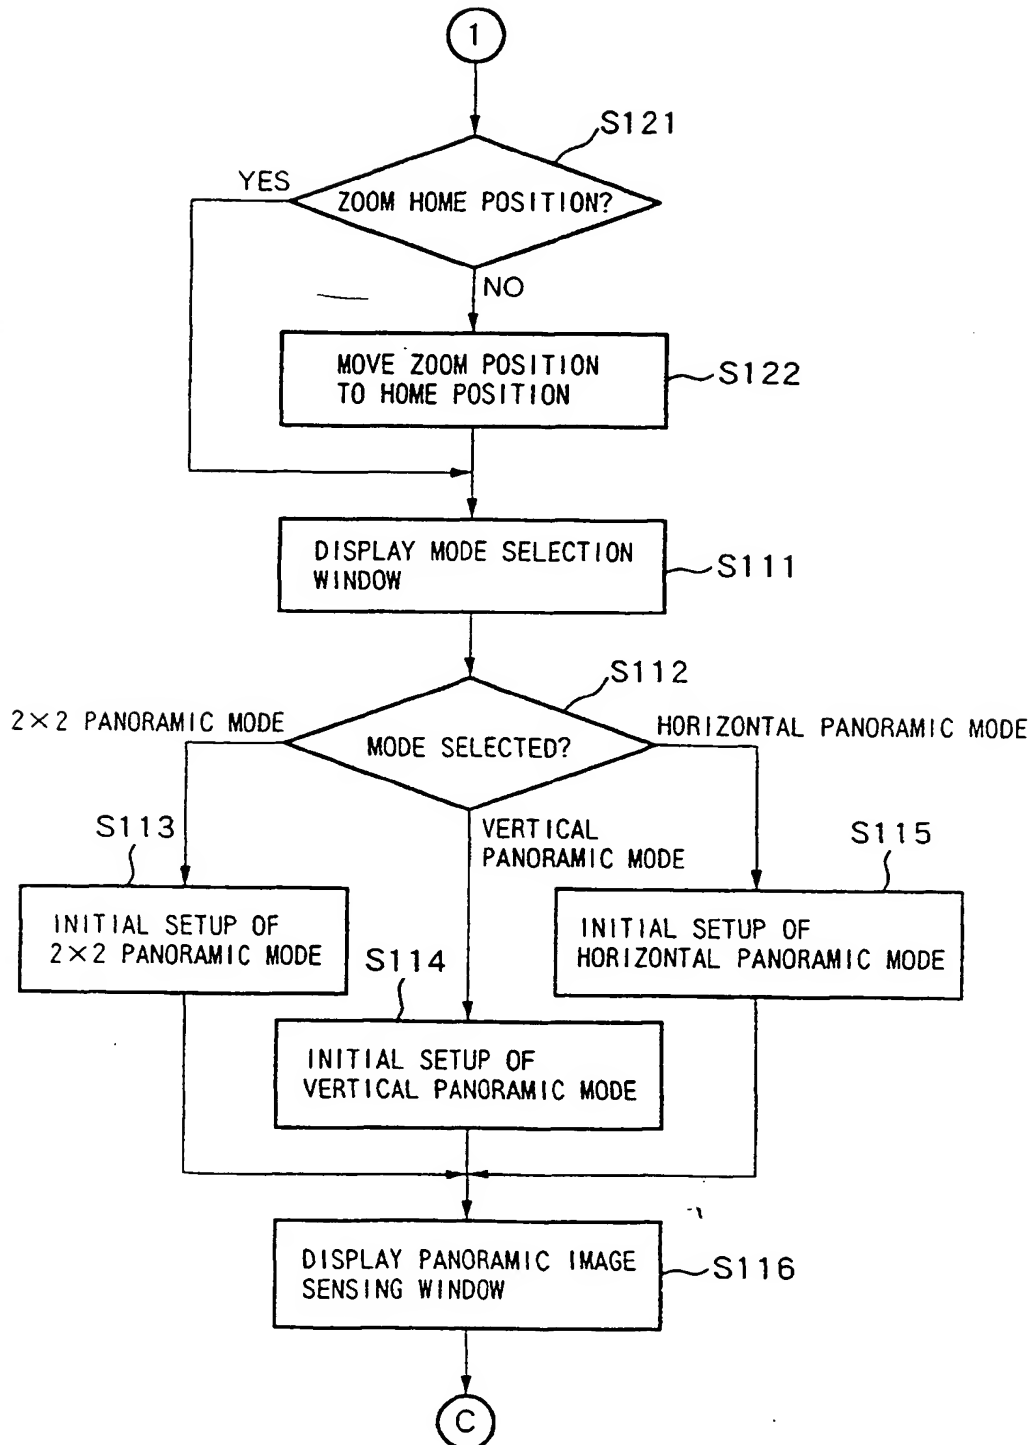 1
S121
YES
ZOOM HOME POSITION?
NO
MOVE ZOOM POSITION
TO HOME POSITION
S122
DISPLAY MODE SELECTION
WINDOW
S111
S112
2×2 PANORAMIC MODE
HORIZONTAL PANORAMIC MODE
MODE SELECTED?
S113
VERTICAL
PANORAMIC MODE
S115
INITIAL SETUP OF
2×2 PANORAMIC MODE
INITIAL SETUP OF
HORIZONTAL PANORAMIC MODE
S114
INITIAL SETUP OF
VERTICAL PANORAMIC MODE
DISPLAY PANORAMIC IMAGE
SENSING WINDOW
S116
C